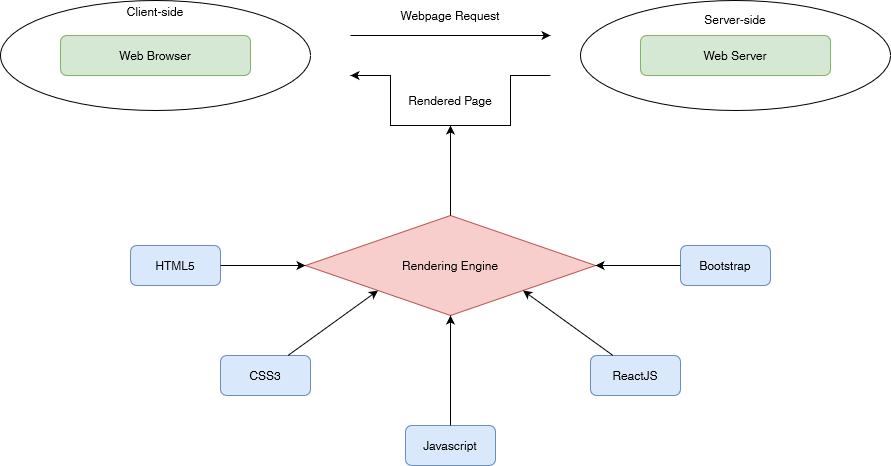 Client-side
Webpage Request
Server-side
Web Browser
Web Server
Rendered Page
HTML5
Rendering Engine
Bootstrap
CSS3
ReactJS
Javascript